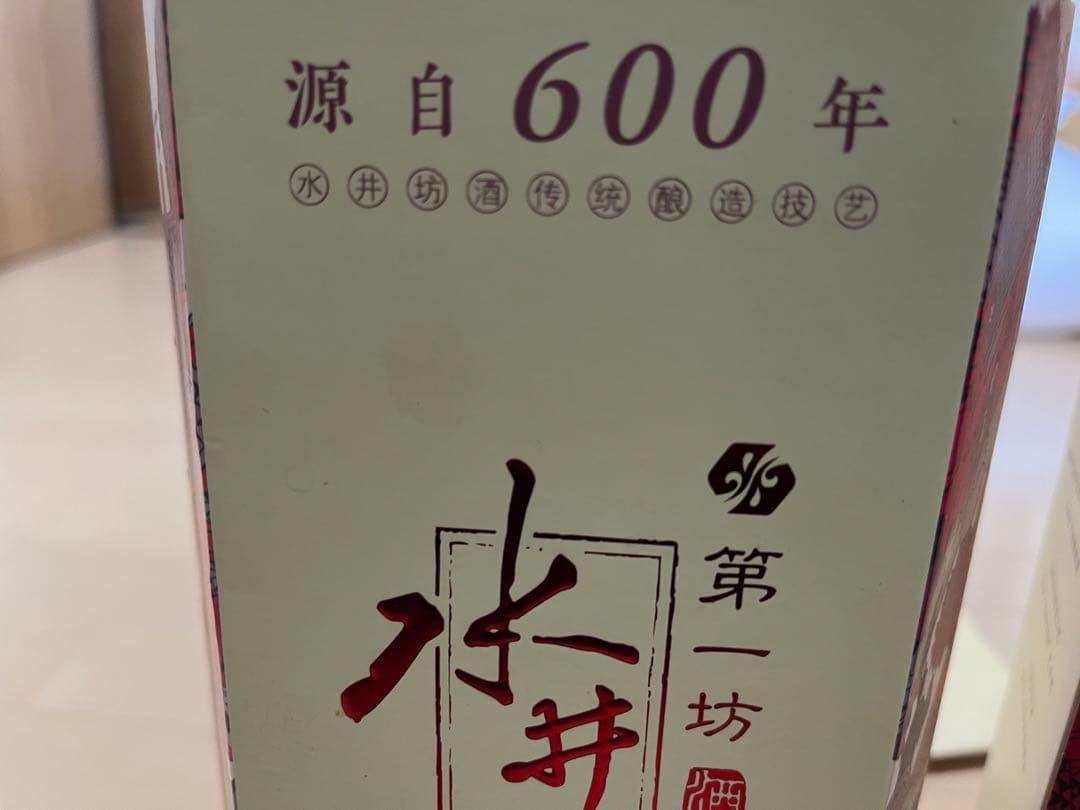 源自600年
水井坊酒传统酿造技艺
水井
第一坊
酒